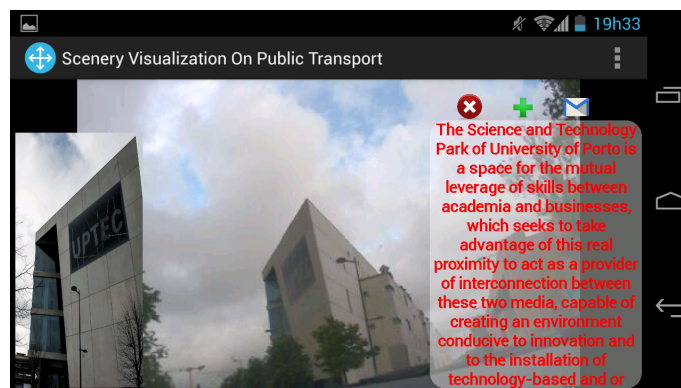 19h33
Scenery Visualization On Public Transport
UPTEC
The Science and Technology
Park of University of Porto is
a space for the mutual
leverage of skills between
academia and businesses,
which seeks to take
advantage of this real
proximity to act as a provider
of interconnection between
these two media, capable of
creating an environment
conducive to innovation and
to the installation of
technology-based and or